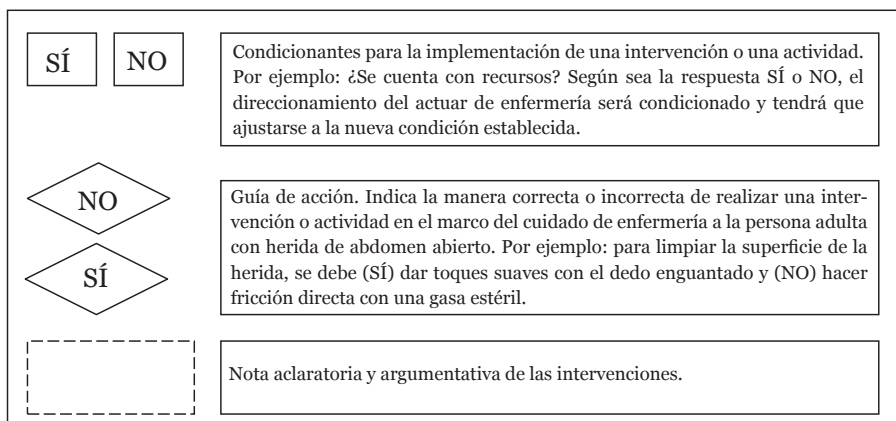 SÍ NO
Condicionantes para la implementación de una intervención o una actividad.
Por ejemplo: ¿Se cuenta con recursos? Según sea la respuesta SÍ o NO, el
direccionamiento del actuar de enfermería será condicionado y tendrá que
ajustarse a la nueva condición establecida.
NO
SÍ
Guía de acción. Indica la manera correcta o incorrecta de realizar una inter-
vención o actividad en el marco del cuidado de enfermería a la persona adulta
con herida de abdomen abierto. Por ejemplo: para limpiar la superficie de la
herida, se debe (SÍ) dar toques suaves con el dedo enguantado y (NO) hacer
fricción directa con una gasa estéril.
Nota aclaratoria y argumentativa de las intervenciones.